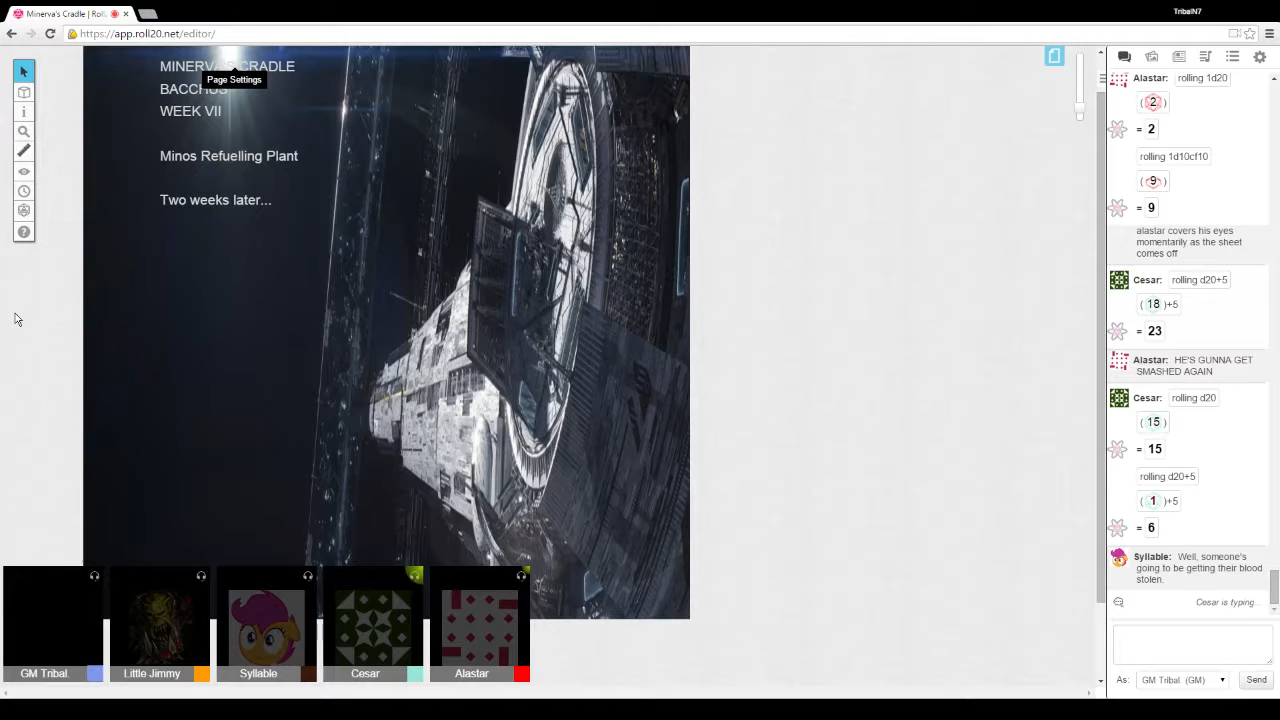 Minerva's Cradle | Roll
TribalN7
https://app.roll20.net/editor/
MINERVA'S CRADLE
Page Settings
BACCHUS
WEEK VII
Minos Refuelling Plant
Two weeks later...
GM Tribal.
Little Jimmy
Syllable
Cesar
Alastar
Alastar: rolling 1d20
(2)
= 2
rolling 1d10cf10
(9)
= 9
alastar covers his eyes
momentarily as the sheet
comes off
Cesar: rolling d20+5
(18)+5
= 23
Alastar: HE'S GUNNA GET
SMASHED AGAIN
Cesar: rolling d20
(15)
= 15
rolling d20+5
(1)+5
= 6
Syllable: Well, someone's
going to be getting their blood
stolen.
Cesar is typing...
As: GM Tribal (GM)
Send